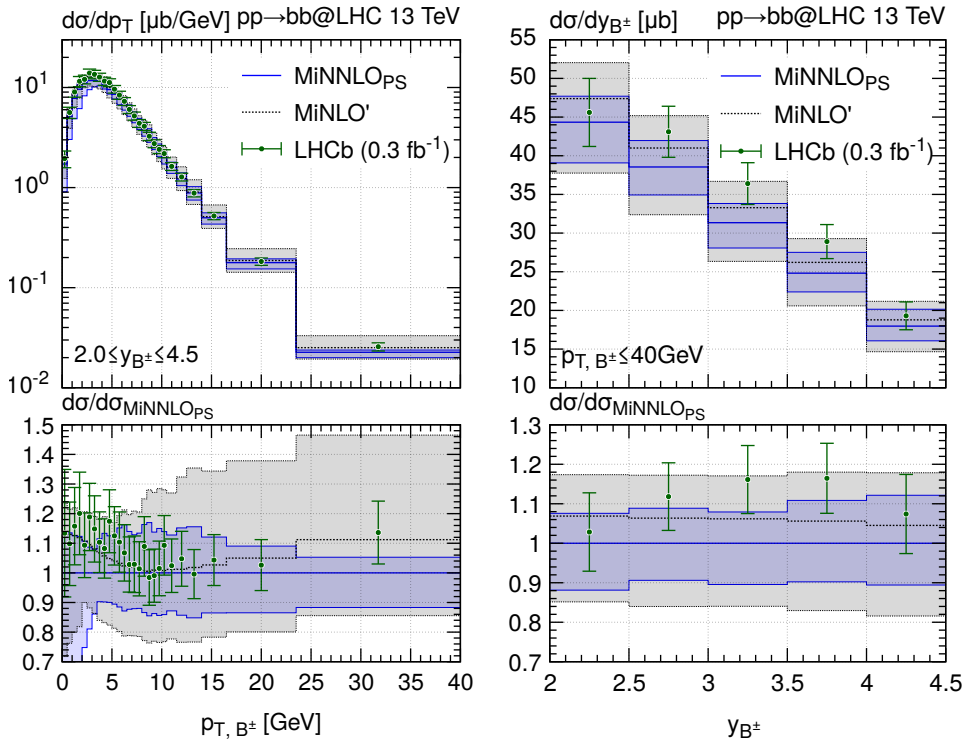 dσ/dp_T [μb/GeV] pp→bb@LHC 13 TeV
10^1
10^0
10^-1
10^-2
MiNNLO_PS
MiNLO'
LHCb (0.3 fb^-1)
2.0≤y_B±≤4.5
dσ/dσ_MiNNLO_PS
1.5
1.4
1.3
1.2
1.1
1
0.9
0.8
0.7
0 5 10 15 20 25 30 35 40
p_T, B± [GeV]
dσ/dy_B± [μb] pp→bb@LHC 13 TeV
55
50
45
40
35
30
25
20
15
10
MiNNLO_PS
MiNLO'
LHCb (0.3 fb^-1)
p_T, B±≤40GeV
dσ/dσ_MiNNLO_PS
1.3
1.2
1.1
1
0.9
0.8
0.7
2 2.5 3 3.5 4 4.5
y_B±